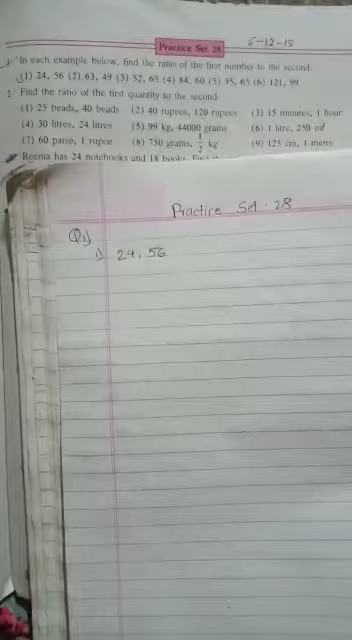 6-12-18
Practice Set 28
1. In each example below, find the ratio of the first number to the second.
(1) 24, 56 (2) 63, 49 (3) 52, 65 (4) 84, 60 (5) 35, 65 (6) 121, 99
2. Find the ratio of the first quantity to the second.
(1) 25 beads, 40 beads (2) 40 rupees, 120 rupees (3) 15 minutes, 1 hour
(4) 30 litres, 24 litres (5) 99 kg, 44000 grams (6) 1 litre, 250 ml
(7) 60 paise, 1 rupee (8) 750 grams, 1/2 kg (9) 125 cm, 1 metre
Reema has 24 notebooks and 18 books. Find the
Practice Set - 28
Q1)
1) 24, 56